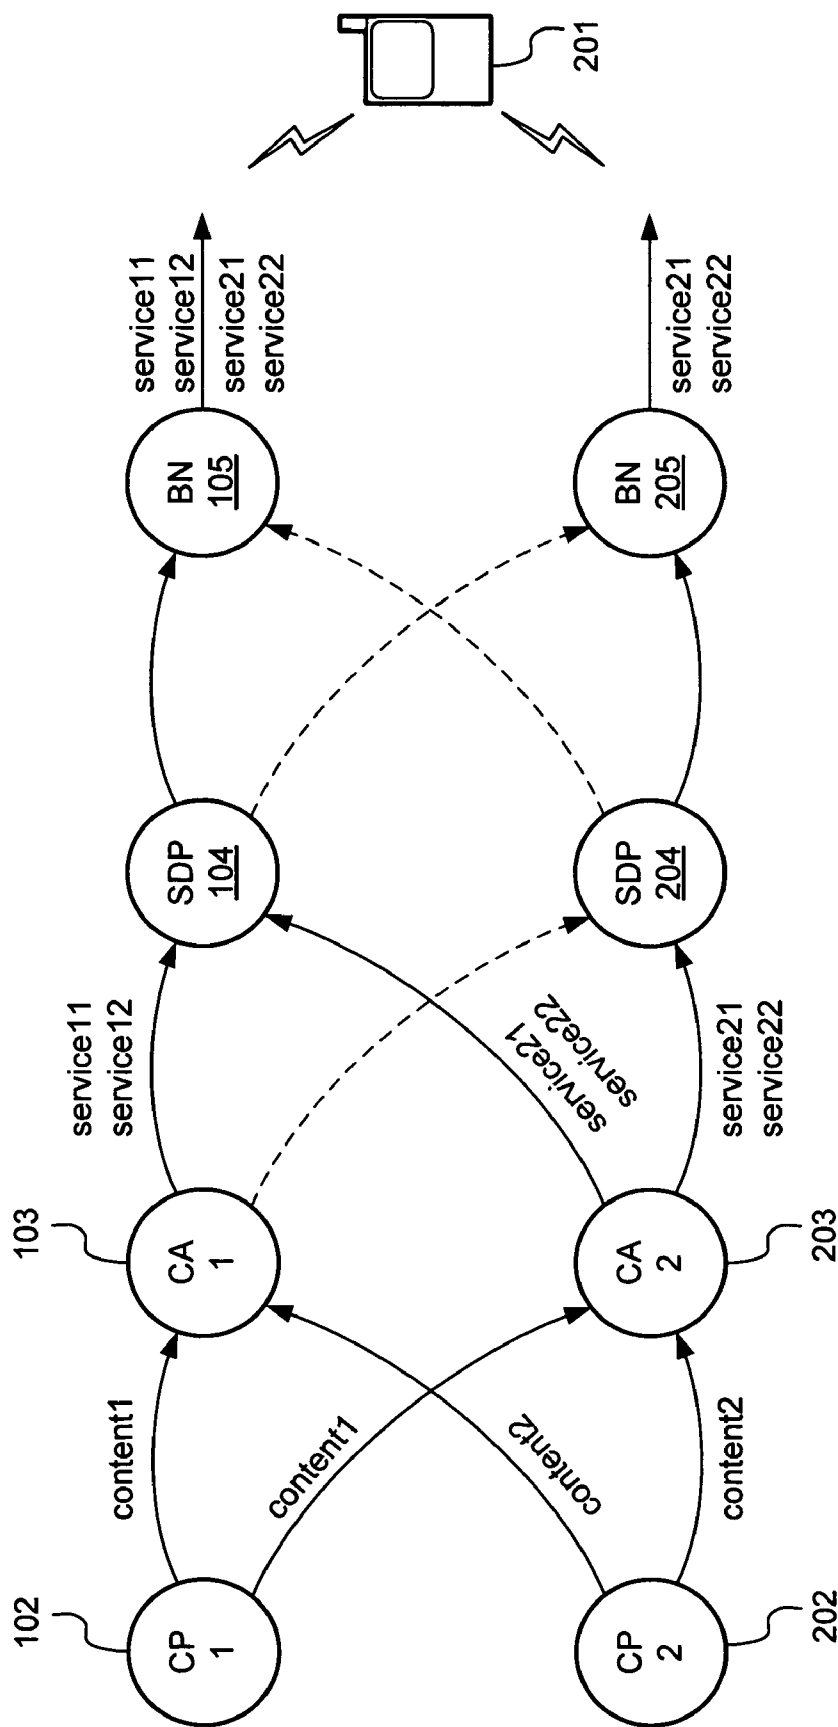 102
CP
1
content1
content1
202
CP
2
content2
content2
103
CA
1
service11
service12
203
CA
2
service21
service22
service21
service22
SDP
104
SDP
204
BN
105
service11
service12
service21
service22
BN
205
service21
service22
201